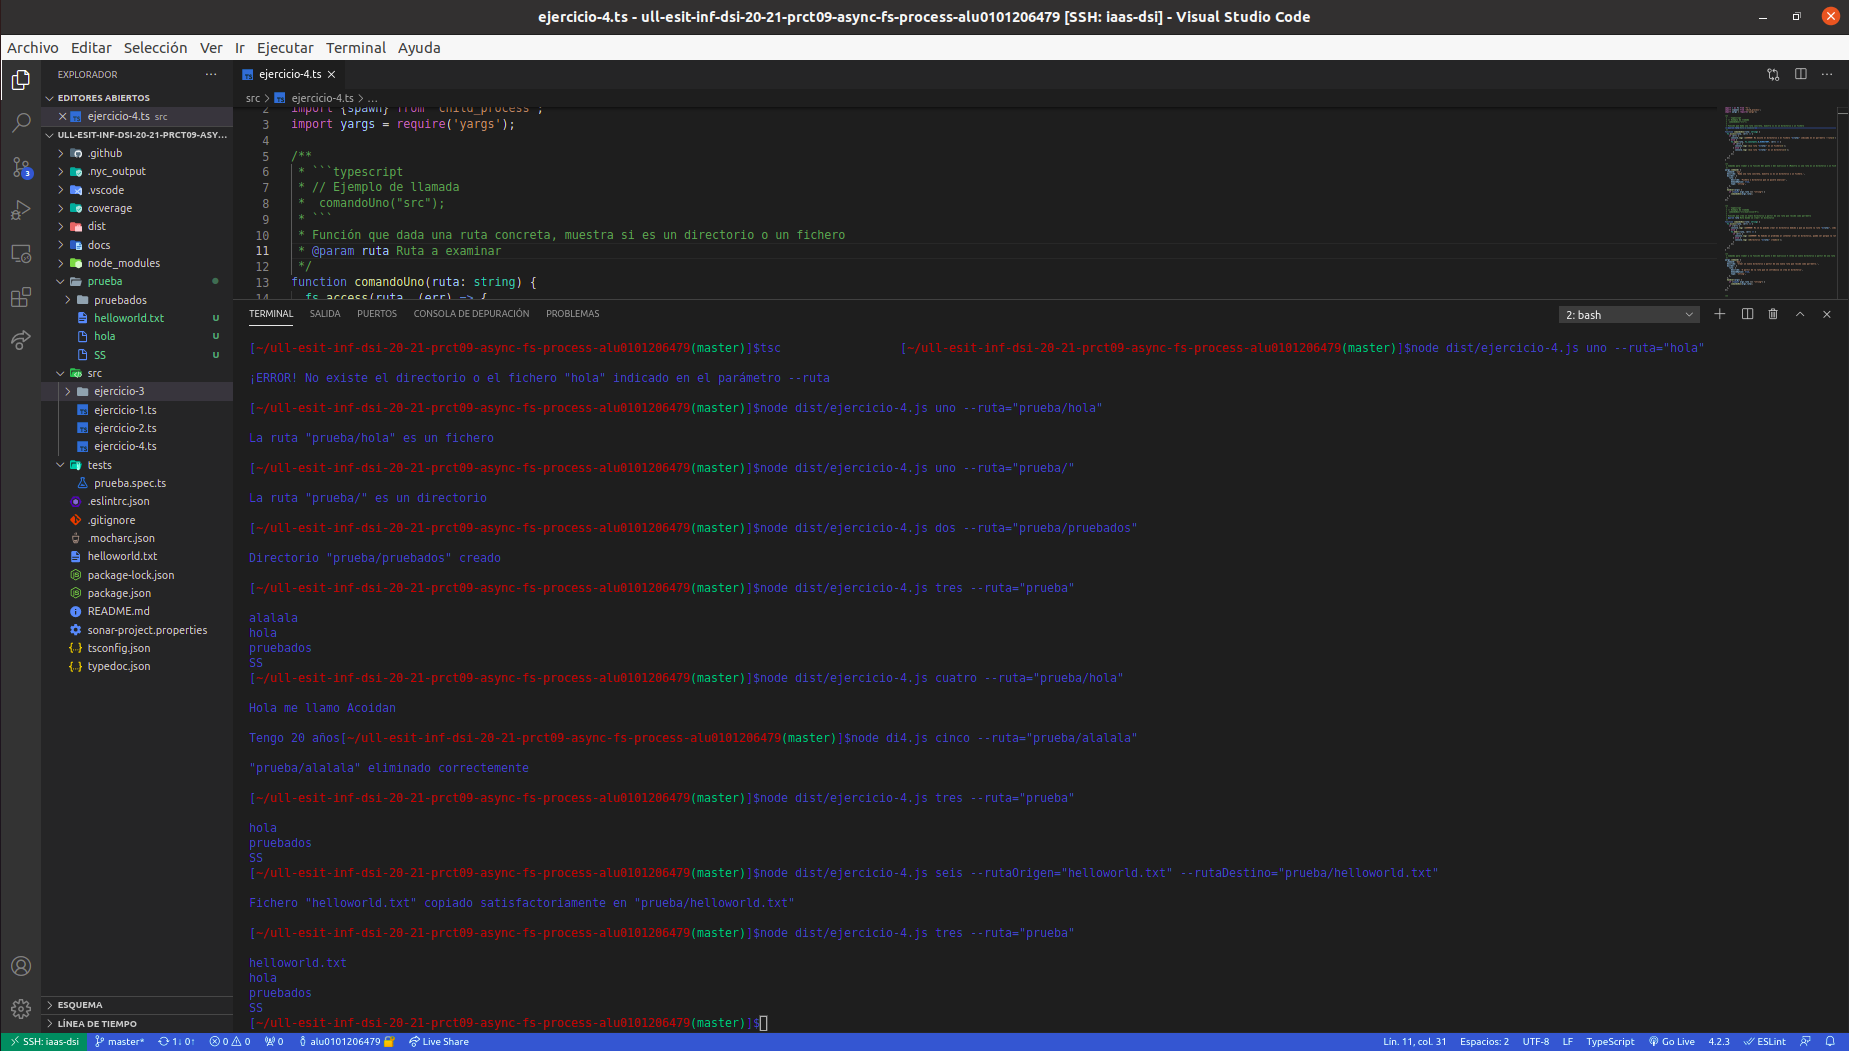 ejercicio-4.ts - ull-esit-inf-dsi-20-21-prct09-async-fs-process-alu0101206479 [SSH: iaas-dsi] - Visual Studio Code
Archivo Editar Selección Ver Ir Ejecutar Terminal Ayuda
EXPLORADOR
EDITORES ABIERTOS
ejercicio-4.ts src
ULL-ESIT-INF-DSI-20-21-PRCT09-ASY...
.github
.nyc_output
.vscode
coverage
dist
docs
node_modules
prueba
pruebados
helloworld.txt U
hola U
SS U
src
ejercicio-3
ejercicio-1.ts
ejercicio-2.ts
ejercicio-4.ts
tests
prueba.spec.ts
.eslintrc.json
.gitignore
.mocharc.json
helloworld.txt
package-lock.json
package.json
README.md
sonar-project.properties
tsconfig.json
typedoc.json
ESQUEMA
LÍNEA DE TIEMPO
ejercicio-4.ts
src > ejercicio-4.ts > ...
2 import {spawn} from 'child_process';
3 import yargs = require('yargs');
4
5 /**
6 * ```typescript
7 * // Ejemplo de llamada
8 *  comandoUno("src");
9 * ```
10 * Función que dada una ruta concreta, muestra si es un directorio o un fichero
11 * @param ruta Ruta a examinar
12 */
13 function comandoUno(ruta: string) {
14 fs.access(ruta, (err) => {
TERMINAL SALIDA PUERTOS CONSOLA DE DEPURACIÓN PROBLEMAS
2: bash
[~/ull-esit-inf-dsi-20-21-prct09-async-fs-process-alu0101206479(master)]$tsc [~/ull-esit-inf-dsi-20-21-prct09-async-fs-process-alu0101206479(master)]$node dist/ejercicio-4.js uno --ruta="hola"
¡ERROR! No existe el directorio o el fichero "hola" indicado en el parámetro --ruta
[~/ull-esit-inf-dsi-20-21-prct09-async-fs-process-alu0101206479(master)]$node dist/ejercicio-4.js uno --ruta="prueba/hola"
La ruta "prueba/hola" es un fichero
[~/ull-esit-inf-dsi-20-21-prct09-async-fs-process-alu0101206479(master)]$node dist/ejercicio-4.js uno --ruta="prueba/"
La ruta "prueba/" es un directorio
[~/ull-esit-inf-dsi-20-21-prct09-async-fs-process-alu0101206479(master)]$node dist/ejercicio-4.js dos --ruta="prueba/pruebados"
Directorio "prueba/pruebados" creado
[~/ull-esit-inf-dsi-20-21-prct09-async-fs-process-alu0101206479(master)]$node dist/ejercicio-4.js tres --ruta="prueba"
alalala
hola
pruebados
SS
[~/ull-esit-inf-dsi-20-21-prct09-async-fs-process-alu0101206479(master)]$node dist/ejercicio-4.js cuatro --ruta="prueba/hola"
Hola me llamo Acoidan
Tengo 20 años[~/ull-esit-inf-dsi-20-21-prct09-async-fs-process-alu0101206479(master)]$node di4.js cinco --ruta="prueba/alalala"
"prueba/alalala" eliminado correctemente
[~/ull-esit-inf-dsi-20-21-prct09-async-fs-process-alu0101206479(master)]$node dist/ejercicio-4.js tres --ruta="prueba"
hola
pruebados
SS
[~/ull-esit-inf-dsi-20-21-prct09-async-fs-process-alu0101206479(master)]$node dist/ejercicio-4.js seis --rutaOrigen="helloworld.txt" --rutaDestino="prueba/helloworld.txt"
Fichero "helloworld.txt" copiado satisfactoriamente en "prueba/helloworld.txt"
[~/ull-esit-inf-dsi-20-21-prct09-async-fs-process-alu0101206479(master)]$node dist/ejercicio-4.js tres --ruta="prueba"
helloworld.txt
hola
pruebados
SS
[~/ull-esit-inf-dsi-20-21-prct09-async-fs-process-alu0101206479(master)]$
3
SSH: iaas-dsi master* 1↓ 0↑ 0 0 0 alu0101206479 Live Share Lín. 11, col. 31 Espacios: 2 UTF-8 LF TypeScript Go Live 4.2.3 ESLint